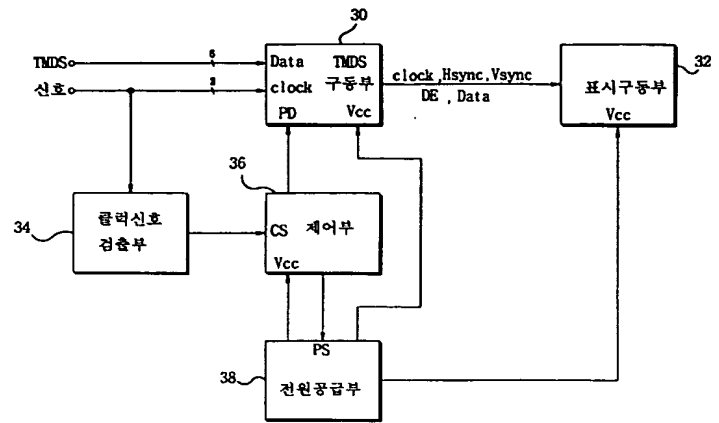 30
TMDS
6
Data
TMDS
구동부
신호
2
clock
PD
Vcc
clock,Hsync,Vsync
DE , Data
32
표시구동부
Vcc
34
클럭신호
검출부
36
CS
제어부
Vcc
38
PS
전원공급부